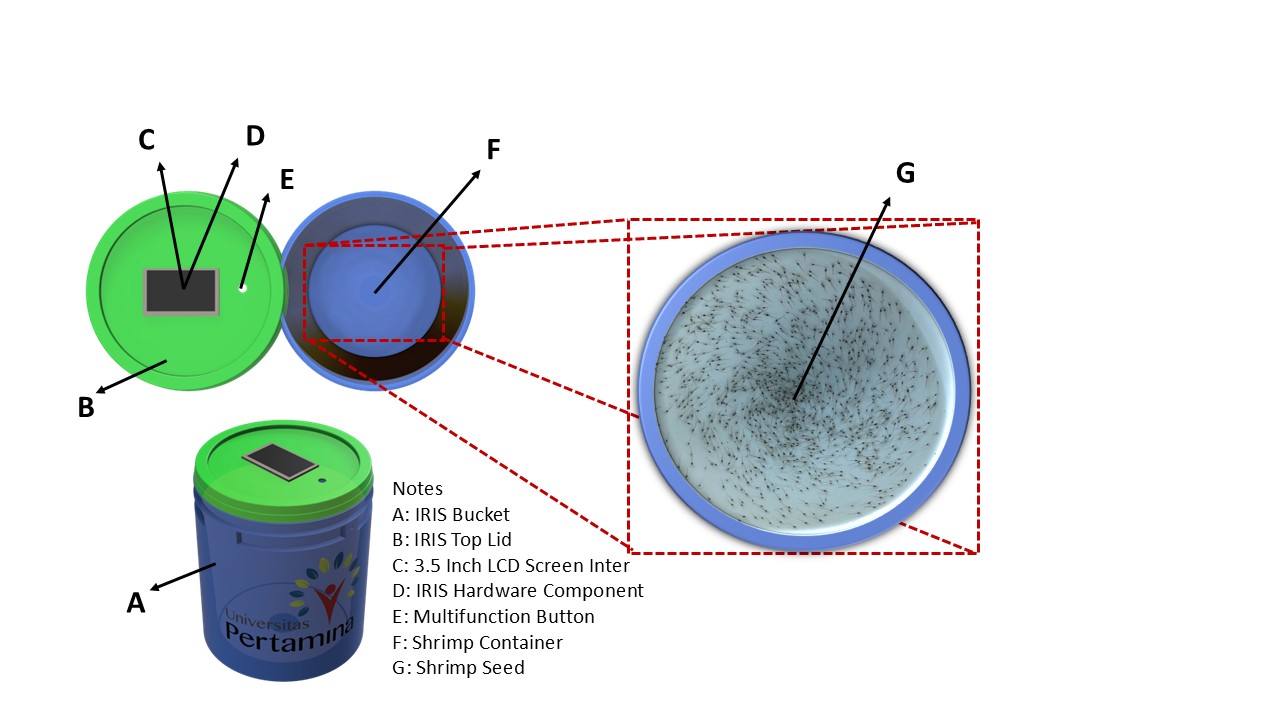 C
D
E
F
G
B
A
Universitas
Pertamina
Notes
A: IRIS Bucket
B: IRIS Top Lid
C: 3.5 Inch LCD Screen Inter
D: IRIS Hardware Component
E: Multifunction Button
F: Shrimp Container
G: Shrimp Seed